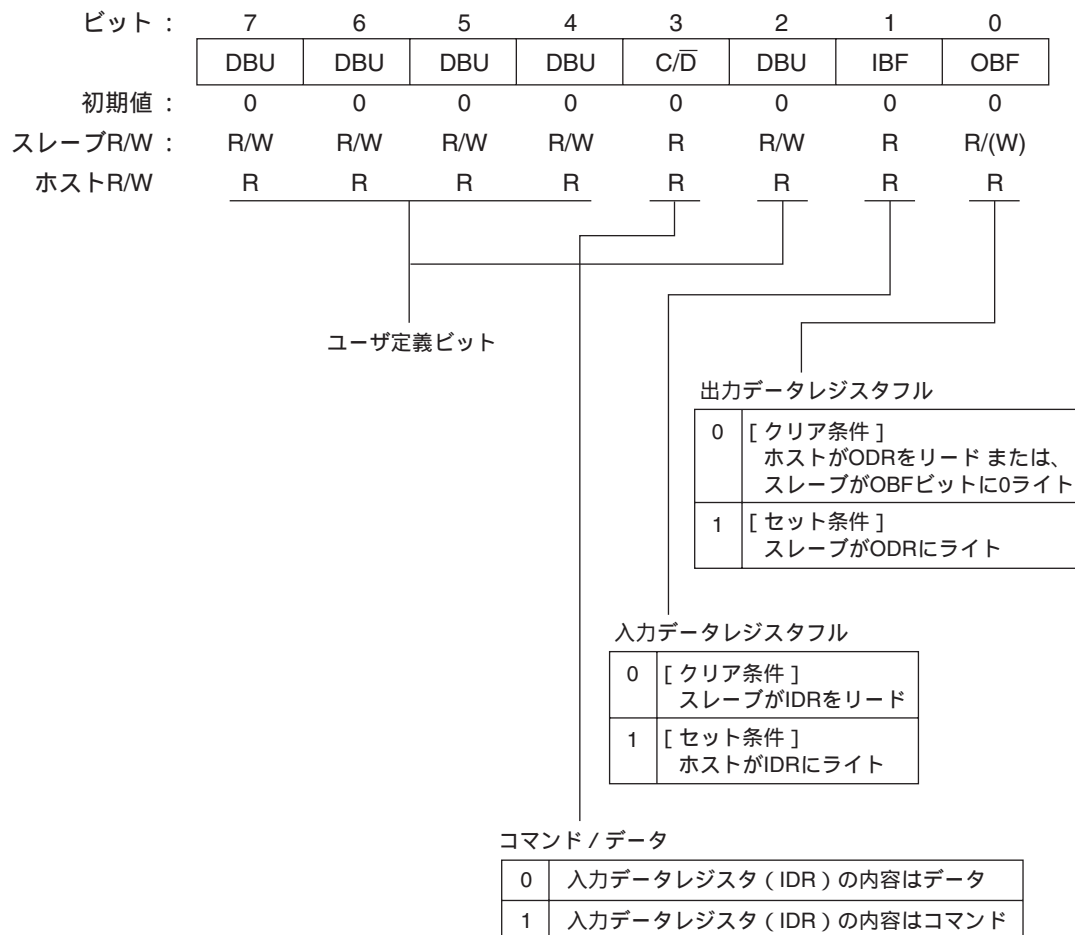 ビット： 7 6 5 4 3 2 1 0
DBU DBU DBU DBU C/D̅ DBU IBF OBF
初期値： 0 0 0 0 0 0 0 0
スレーブR/W： R/W R/W R/W R/W R R/W R R/(W)
ホストR/W R R R R R R R R
ユーザ定義ビット
出力データレジスタフル
0 [ クリア条件 ]
ホストがODRをリード または、
スレーブがOBFビットに0ライト
1 [ セット条件 ]
スレーブがODRにライト
入力データレジスタフル
0 [ クリア条件 ]
スレーブがIDRをリード
1 [ セット条件 ]
ホストがIDRにライト
コマンド / データ
0 入力データレジスタ（IDR）の内容はデータ
1 入力データレジスタ（IDR）の内容はコマンド